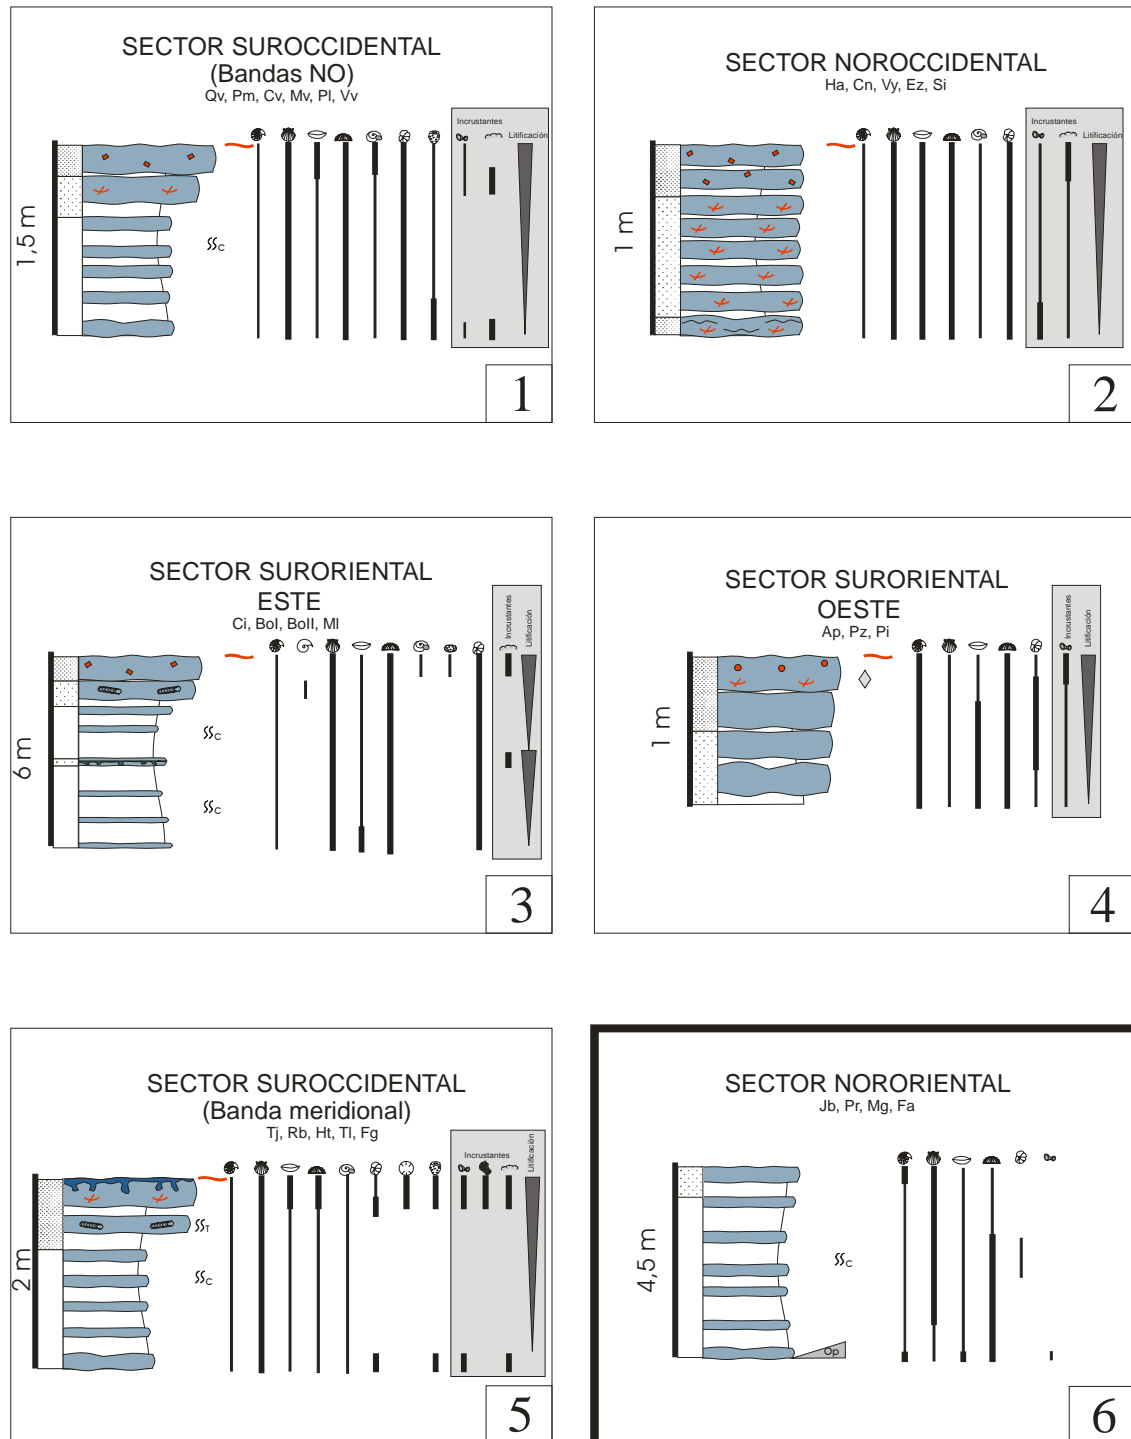 SECTOR SUROCCIDENTAL
(Bandas NO)
Qv, Pm, Cv, Mv, Pl, Vv
Incrustantes
Litificación
1,5 m
C
1
SECTOR NOROCCIDENTAL
Ha, Cn, Vy, Ez, Si
Incrustantes
Litificación
1 m
2
SECTOR SURORIENTAL
ESTE
Ci, BoI, BoII, Ml
Incrustantes
Litificación
6 m
C
C
3
SECTOR SURORIENTAL
OESTE
Ap, Pz, Pi
Incrustantes
Litificación
1 m
4
SECTOR SUROCCIDENTAL
(Banda meridional)
Tj, Rb, Ht, Tl, Fg
Incrustantes
Litificación
2 m
T
C
5
SECTOR NORORIENTAL
Jb, Pr, Mg, Fa
4,5 m
C
Op
6